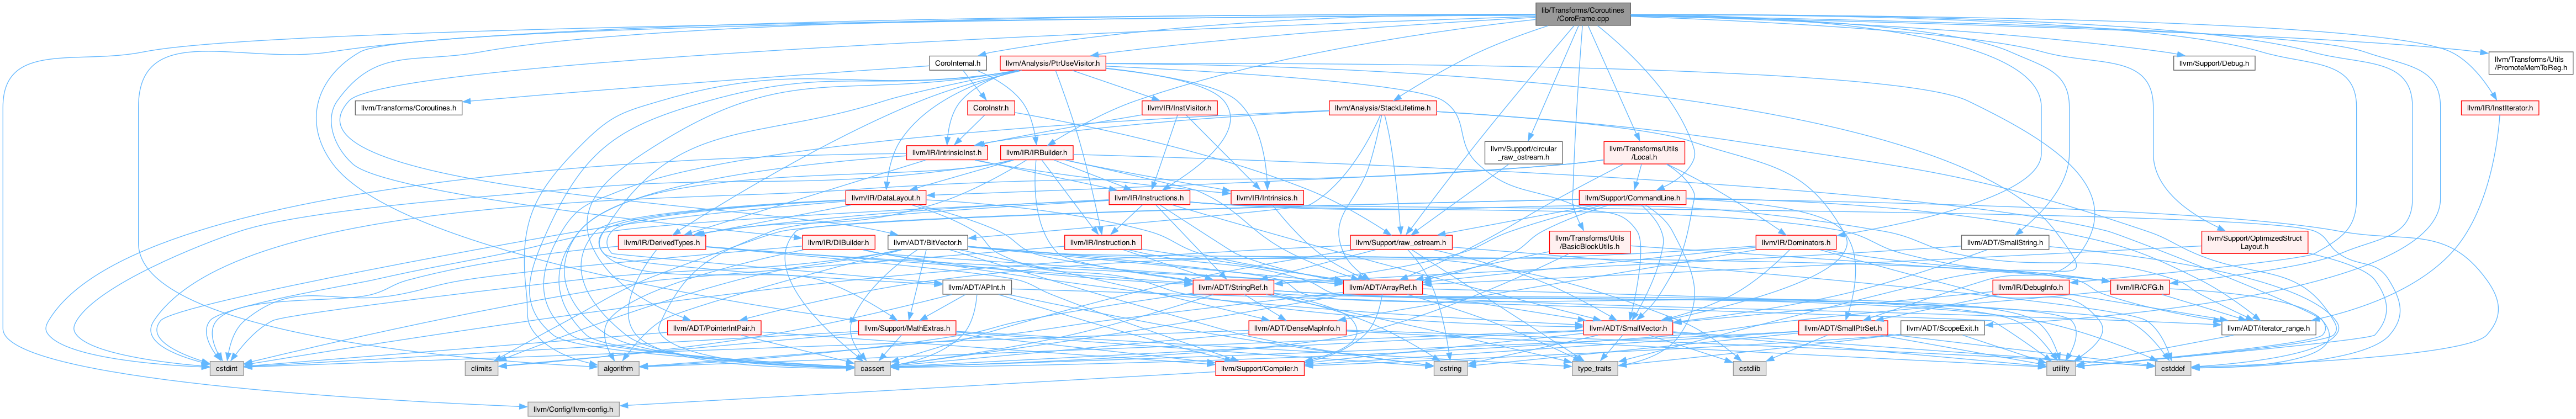 lib/Transforms/Coroutines
/CoroFrame.cpp
CoroInternal.h
llvm/Analysis/PtrUseVisitor.h
llvm/Support/Debug.h
llvm/Transforms/Utils
/PromoteMemToReg.h
llvm/Transforms/Coroutines.h
CoroInstr.h
llvm/IR/InstVisitor.h
llvm/Analysis/StackLifetime.h
llvm/IR/InstIterator.h
llvm/IR/IntrinsicInst.h
llvm/IR/IRBuilder.h
llvm/Support/circular
_raw_ostream.h
llvm/Transforms/Utils
/Local.h
llvm/IR/DataLayout.h
llvm/IR/Instructions.h
llvm/IR/Intrinsics.h
llvm/Support/CommandLine.h
llvm/IR/DerivedTypes.h
llvm/IR/DIBuilder.h
llvm/ADT/BitVector.h
llvm/IR/Instruction.h
llvm/Support/raw_ostream.h
llvm/Transforms/Utils
/BasicBlockUtils.h
llvm/IR/Dominators.h
llvm/ADT/SmallString.h
llvm/Support/OptimizedStruct
Layout.h
llvm/ADT/APInt.h
llvm/ADT/StringRef.h
llvm/ADT/ArrayRef.h
llvm/IR/DebugInfo.h
llvm/IR/CFG.h
llvm/ADT/PointerIntPair.h
llvm/Support/MathExtras.h
llvm/ADT/DenseMapInfo.h
llvm/ADT/SmallVector.h
llvm/ADT/SmallPtrSet.h
llvm/ADT/ScopeExit.h
llvm/ADT/iterator_range.h
cstdint
climits
algorithm
cassert
llvm/Support/Compiler.h
cstring
type_traits
cstdlib
utility
cstddef
llvm/Config/llvm-config.h